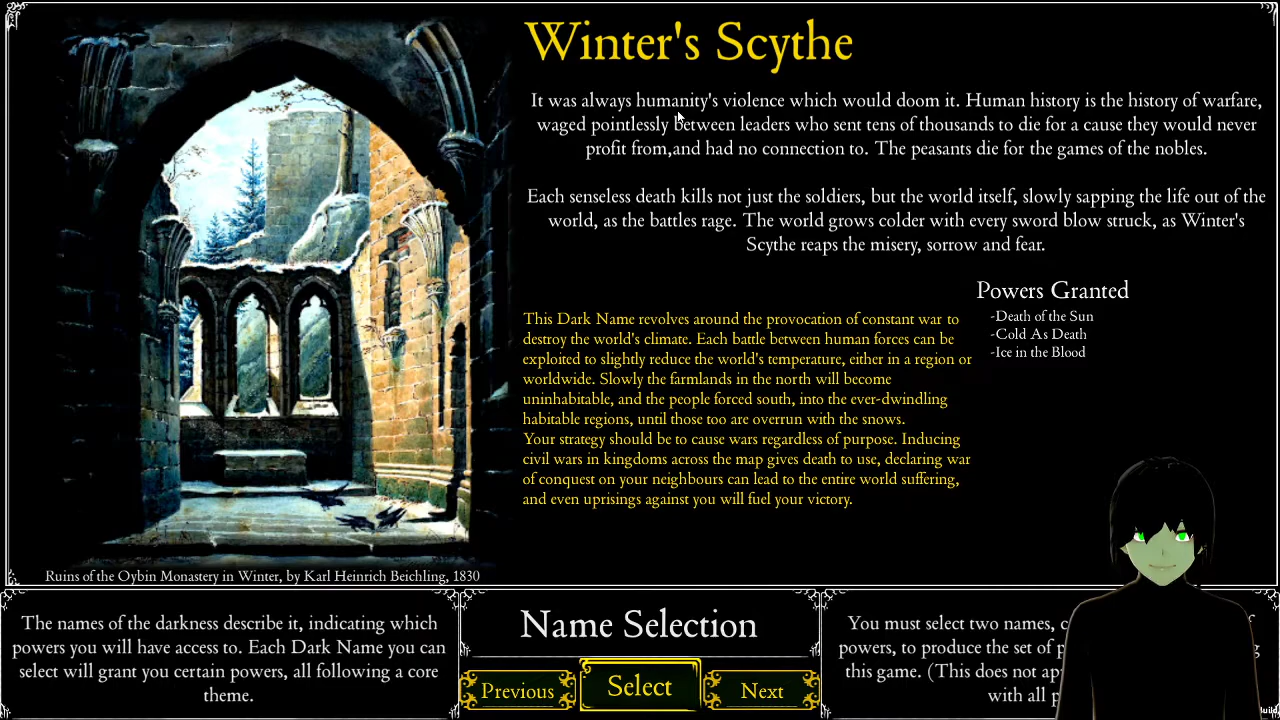 Winter's Scythe
It was always humanity's violence which would doom it. Human history is the history of warfare,
waged pointlessly between leaders who sent tens of thousands to die for a cause they would never
profit from,and had no connection to. The peasants die for the games of the nobles.
Each senseless death kills not just the soldiers, but the world itself, slowly sapping the life out of the
world, as the battles rage. The world grows colder with every sword blow struck, as Winter's
Scythe reaps the misery, sorrow and fear.
This Dark Name revolves around the provocation of constant war to
destroy the world's climate. Each battle between human forces can be
exploited to slightly reduce the world's temperature, either in a region or
worldwide. Slowly the farmlands in the north will become
uninhabitable, and the people forced south, into the ever-dwindling
habitable regions, until those too are overrun with the snows.
Your strategy should be to cause wars regardless of purpose. Inducing
civil wars in kingdoms across the map gives death to use, declaring war
of conquest on your neighbours can lead to the entire world suffering,
and even uprisings against you will fuel your victory.
Powers Granted
-Death of the Sun
-Cold As Death
-Ice in the Blood
Ruins of the Oybin Monastery in Winter, by Karl Heinrich Beichling, 1830
The names of the darkness describe it, indicating which
powers you will have access to. Each Dark Name you can
select will grant you certain powers, all following a core
theme.
Name Selection
Previous
Select
Next
You must select two names,
powers, to produce the set of
this game. (This does not
with all